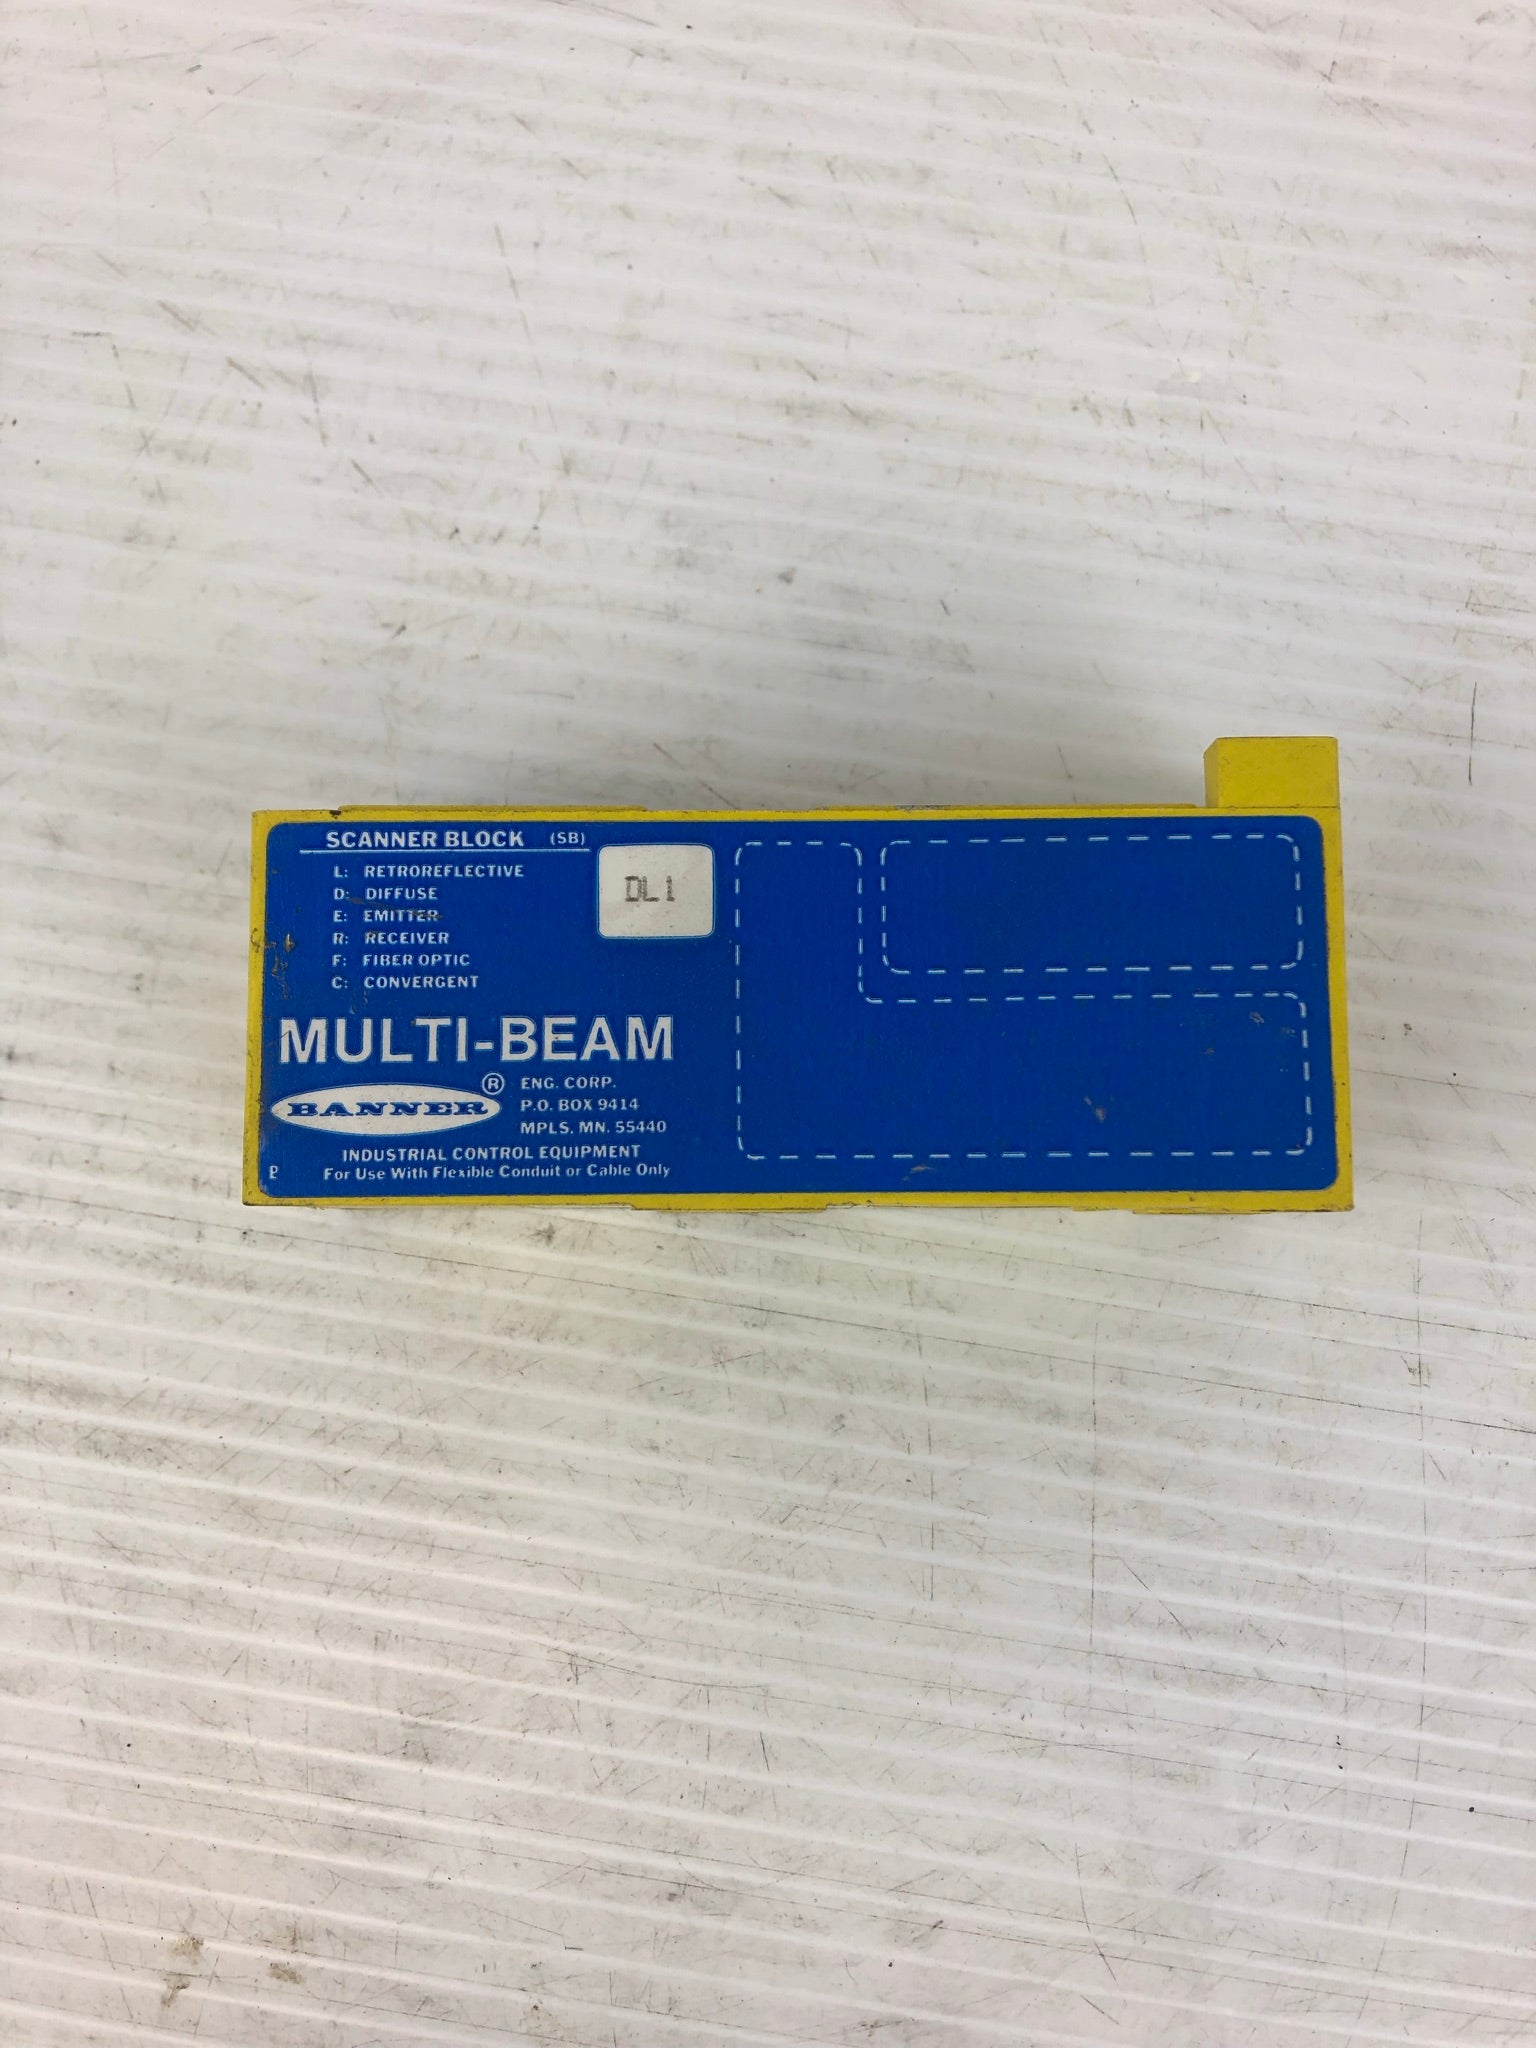 SCANNER BLOCK (SB)
L: RETROREFLECTIVE
D: DIFFUSE
E: EMITTER
R: RECEIVER
F: FIBER OPTIC
C: CONVERGENT
DL1
MULTI-BEAM
BANNER ®
ENG. CORP.
P.O. BOX 9414
MPLS. MN. 55440
INDUSTRIAL CONTROL EQUIPMENT
For Use With Flexible Conduit or Cable Only